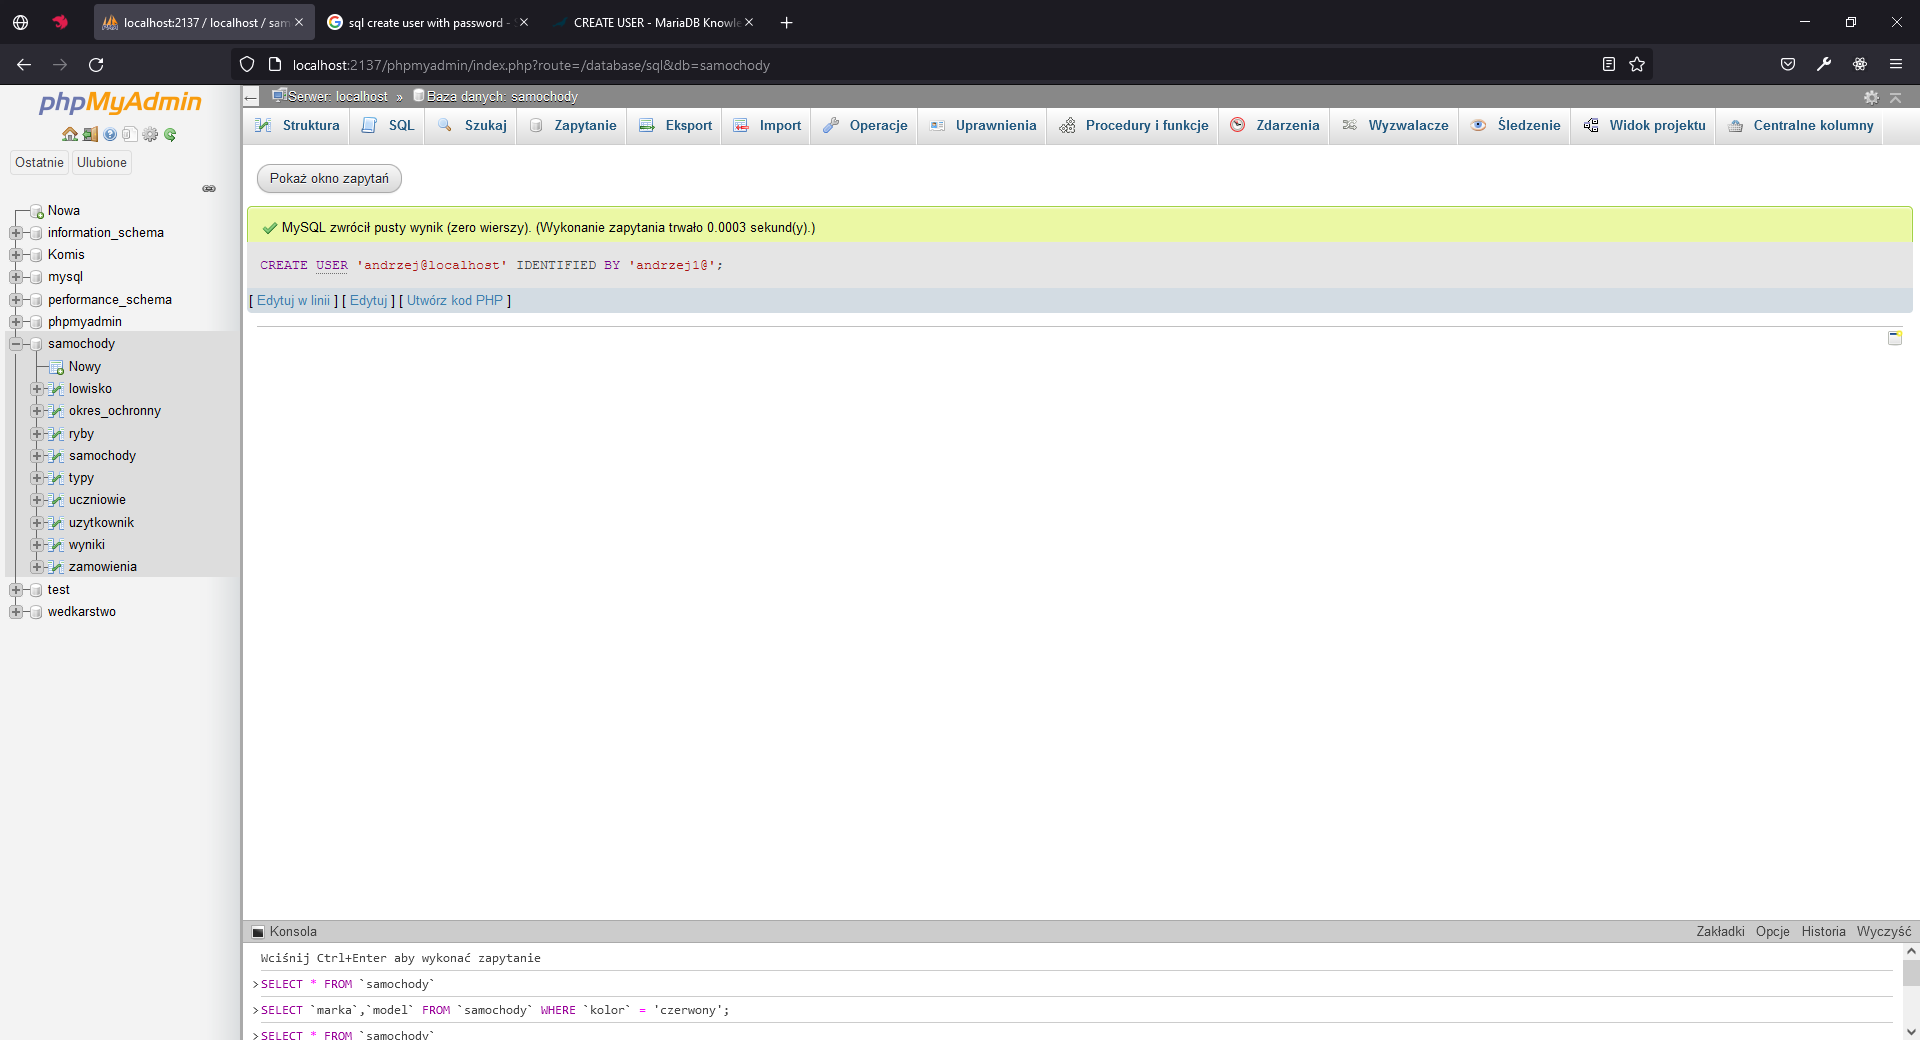 localhost:2137 / localhost / sam
sql create user with password -
CREATE USER - MariaDB Knowle
localhost:2137/phpmyadmin/index.php?route=/database/sql&db=samochody
phpMyAdmin
Ostatnie Ulubione
Nowa
information_schema
Komis
mysql
performance_schema
phpmyadmin
samochody
Nowy
lowisko
okres_ochronny
ryby
samochody
typy
uczniowie
uzytkownik
wyniki
zamowienia
test
wedkarstwo
Serwer: localhost » Baza danych: samochody
Struktura SQL Szukaj Zapytanie Eksport Import Operacje Uprawnienia Procedury i funkcje Zdarzenia Wyzwalacze Śledzenie Widok projektu Centralne kolumny
Pokaż okno zapytań
MySQL zwrócił pusty wynik (zero wierszy). (Wykonanie zapytania trwało 0.0003 sekund(y).)
CREATE USER 'andrzej@localhost' IDENTIFIED BY 'andrzej1@';
[ Edytuj w linii ] [ Edytuj ] [ Utwórz kod PHP ]
Konsola Zakładki Opcje Historia Wyczyść
Wciśnij Ctrl+Enter aby wykonać zapytanie
>SELECT * FROM `samochody`
>SELECT `marka`,`model` FROM `samochody` WHERE `kolor` = 'czerwony';
>SELECT * FROM `samochody`